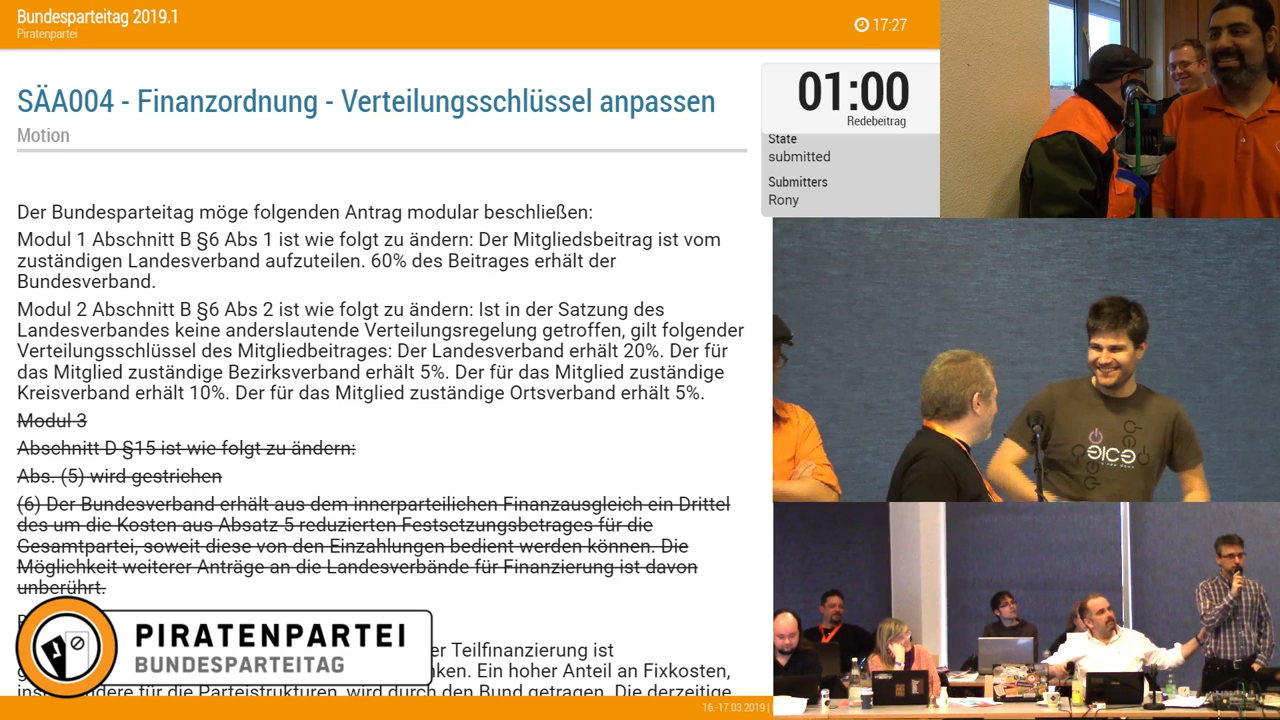 Bundesparteitag 2019.1
Piratenpartei
17:27
SÄA004 - Finanzordnung - Verteilungsschlüssel anpassen
Motion
01:00
Redebeitrag
State
submitted
Submitters
Rony
Der Bundesparteitag möge folgenden Antrag modular beschließen:
Modul 1 Abschnitt B §6 Abs 1 ist wie folgt zu ändern: Der Mitgliedsbeitrag ist vom
zuständigen Landesverband aufzuteilen. 60% des Beitrages erhält der
Bundesverband.
Modul 2 Abschnitt B §6 Abs 2 ist wie folgt zu ändern: Ist in der Satzung des
Landesverbandes keine anderslautende Verteilungsregelung getroffen, gilt folgender
Verteilungsschlüssel des Mitgliedbeitrages: Der Landesverband erhält 20%. Der für
das Mitglied zuständige Bezirksverband erhält 5%. Der für das Mitglied zuständige
Kreisverband erhält 10%. Der für das Mitglied zuständige Ortsverband erhält 5%.
Modul 3
Abschnitt D §15 ist wie folgt zu ändern:
Abs. (5) wird gestrichen
(6) Der Bundesverband erhält aus dem innerparteilichen Finanzausgleich ein Drittel
des um die Kosten aus Absatz 5 reduzierten Festsetzungsbetrages für die
Gesamtpartei, soweit diese von den Einzahlungen bedient werden können. Die
Möglichkeit weiterer Anträge an die Landesverbände für Finanzierung ist davon
unberührt.
er Teilfinanzierung ist
ken. Ein hoher Anteil an Fixkosten,
für die Parteistrukturen, wird durch den Bund getragen. Die derzeitige
PIRATENPARTEI
BUNDESPARTEITAG
16.-17.03.2019 |